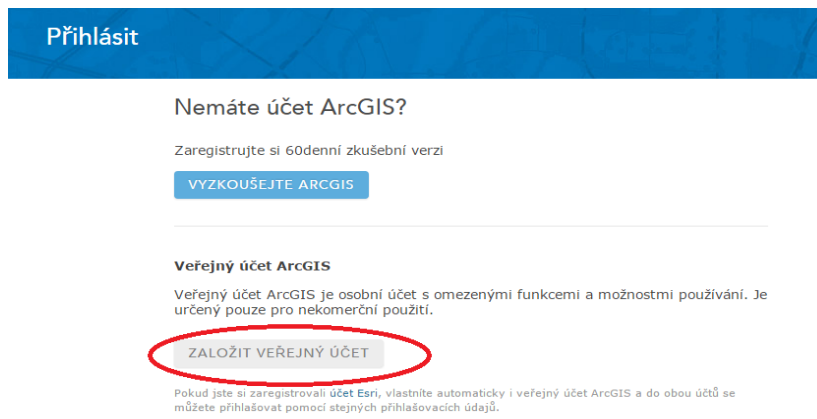 Přihlásit
Nemáte účet ArcGIS?
Zaregistrujte si 60denní zkušební verzi
VYZKOUŠEJTE ARCGIS
Veřejný účet ArcGIS
Veřejný účet ArcGIS je osobní účet s omezenými funkcemi a možnostmi používání. Je
určený pouze pro nekomerční použití.
ZALOŽIT VEŘEJNÝ ÚČET
Pokud jste si zaregistrovali účet Esri, vlastníte automaticky i veřejný účet ArcGIS a do obou účtů se
můžete přihlašovat pomocí stejných přihlašovacích údajů.